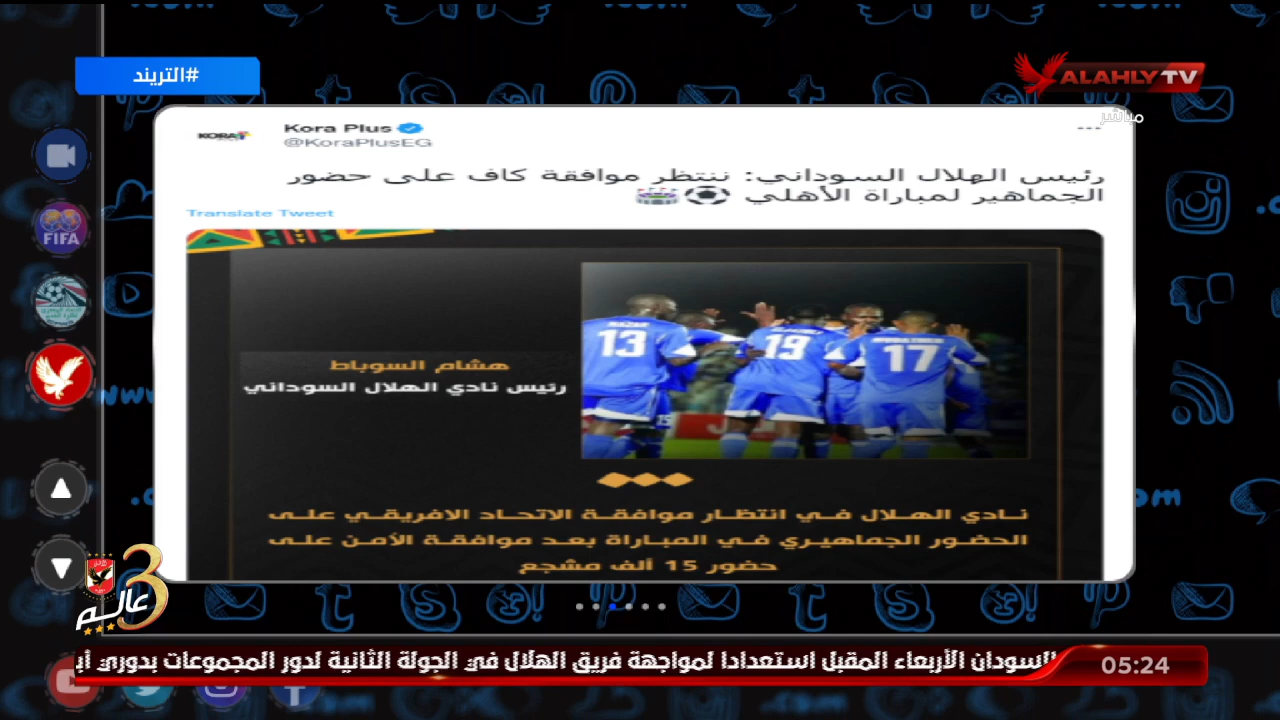 #التريند
ALAHLY TV
مباشر
KORA
Kora Plus
@KoraPlusEG
رئيس الهلال السوداني: ننتظر موافقة كاف على حضور
الجماهير لمباراة الأهلي
Translate Tweet
FIFA
13
19
17
15
هشام السوباط
رئيس نادي الهلال السوداني
نادي الهلال في انتظار موافقة الاتحاد الافريقي على
الحضور الجماهيري في المباراة بعد موافقة الأمن على
حضور 15 ألف مشجع
3
عالم
السودان الأربعاء المقبل استعدادا لمواجهة فريق الهلال في الجولة الثانية لدور المجموعات بدوري
05:24